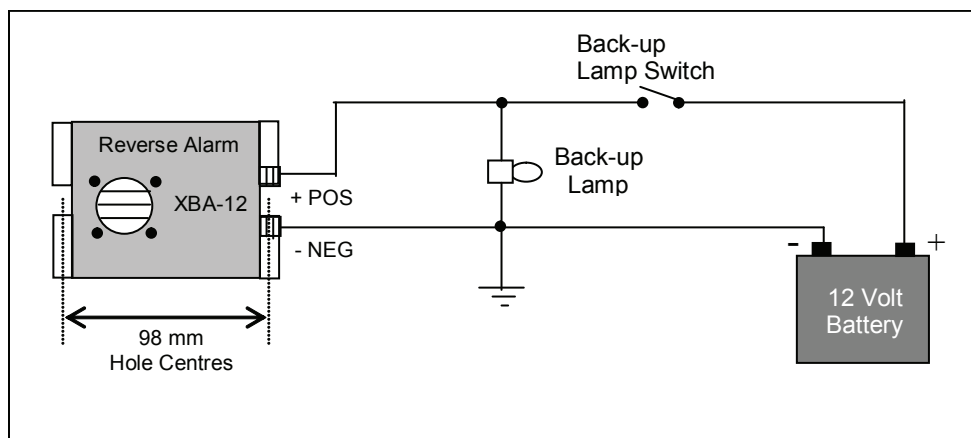 Back-up
Lamp Switch
Reverse Alarm
XBA-12
+ POS
- NEG
Back-up
Lamp
-
+
12 Volt
Battery
98 mm
Hole Centres